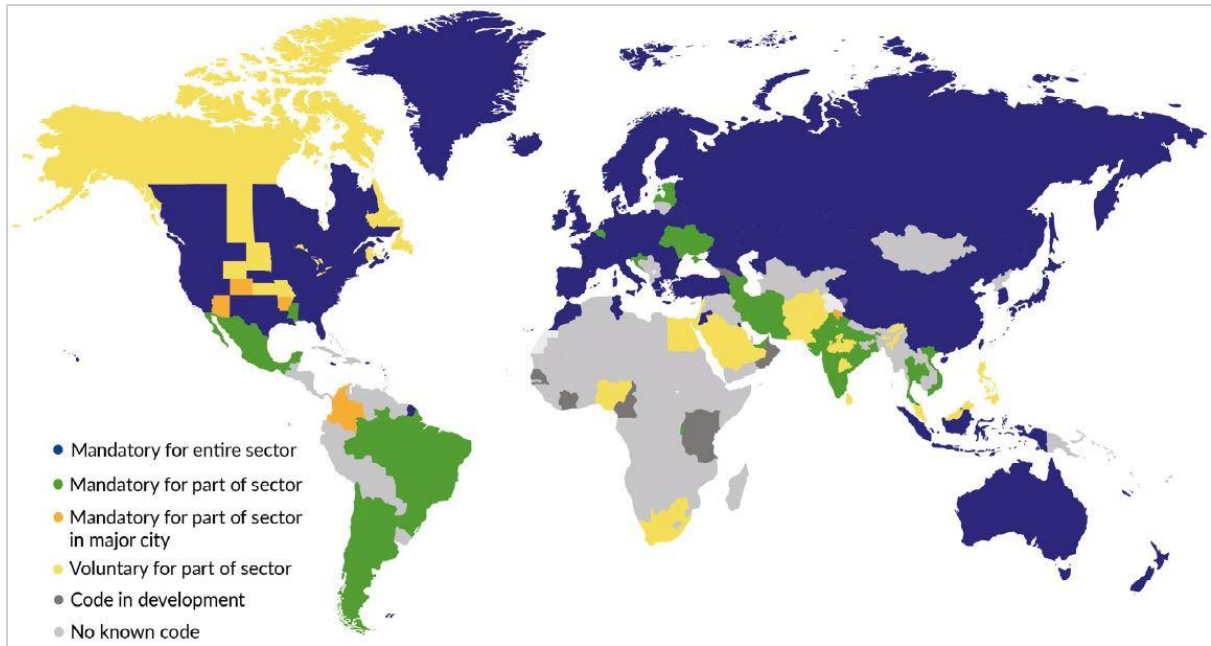 Mandatory for entire sector
Mandatory for part of sector
Mandatory for part of sector
in major city
Voluntary for part of sector
Code in development
No known code